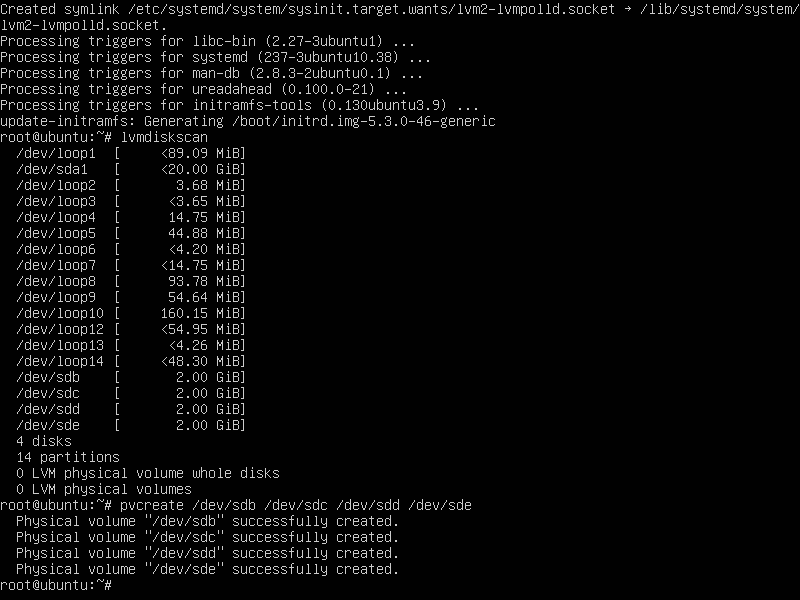 Created symlink /etc/systemd/system/sysinit.target.wants/lvm2-lvmpolld.socket → /lib/systemd/system/
lvm2-lvmpolld.socket.
Processing triggers for libc-bin (2.27-3ubuntu1) ...
Processing triggers for systemd (237-3ubuntu10.38) ...
Processing triggers for man-db (2.8.3-2ubuntu0.1) ...
Processing triggers for ureadahead (0.100.0-21) ...
Processing triggers for initramfs-tools (0.130ubuntu3.9) ...
update-initramfs: Generating /boot/initrd.img-5.3.0-46-generic
root@ubuntu:~# lvmdiskscan
  /dev/loop1  [     <89.09 MiB]
  /dev/sda1   [     <20.00 GiB]
  /dev/loop2  [       3.68 MiB]
  /dev/loop3  [      <3.65 MiB]
  /dev/loop4  [      14.75 MiB]
  /dev/loop5  [      44.88 MiB]
  /dev/loop6  [      <4.20 MiB]
  /dev/loop7  [     <14.75 MiB]
  /dev/loop8  [      93.78 MiB]
  /dev/loop9  [      54.64 MiB]
  /dev/loop10 [     160.15 MiB]
  /dev/loop12 [     <54.95 MiB]
  /dev/loop13 [      <4.26 MiB]
  /dev/loop14 [     <48.30 MiB]
  /dev/sdb    [       2.00 GiB]
  /dev/sdc    [       2.00 GiB]
  /dev/sdd    [       2.00 GiB]
  /dev/sde    [       2.00 GiB]
  4 disks
  14 partitions
  0 LVM physical volume whole disks
  0 LVM physical volumes
root@ubuntu:~# pvcreate /dev/sdb /dev/sdc /dev/sdd /dev/sde
  Physical volume "/dev/sdb" successfully created.
  Physical volume "/dev/sdc" successfully created.
  Physical volume "/dev/sdd" successfully created.
  Physical volume "/dev/sde" successfully created.
root@ubuntu:~#